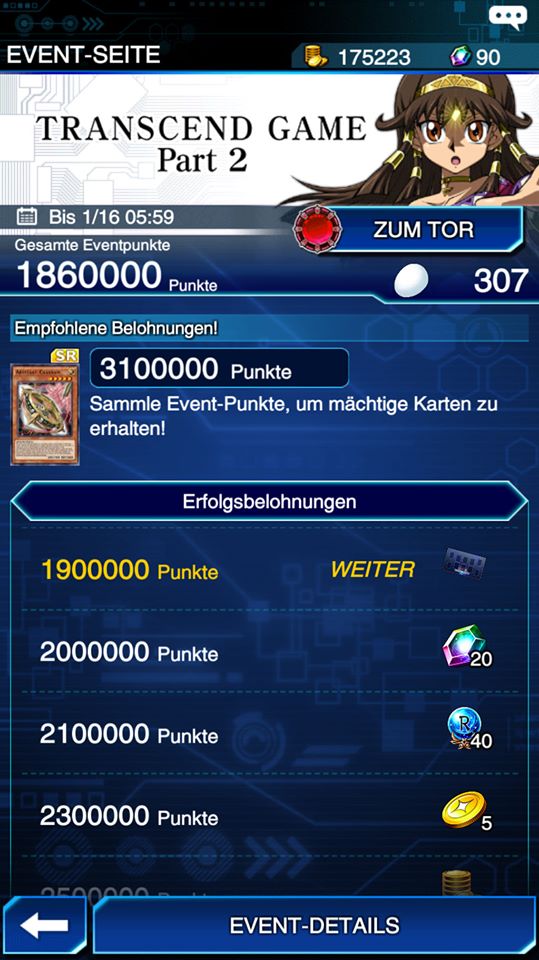 EVENT-SEITE
175223
90
TRANSCEND GAME
Part 2
Bis 1/16 05:59
ZUM TOR
Gesamte Eventpunkte
1860000 Punkte
307
Empfohlene Belohnungen!
SR
3100000 Punkte
Sammle Event-Punkte, um mächtige Karten zu
erhalten!
Erfolgsbelohnungen
1900000 Punkte WEITER
2000000 Punkte
20
2100000 Punkte
R
40
2300000 Punkte
5
2500000 Punkte
EVENT-DETAILS